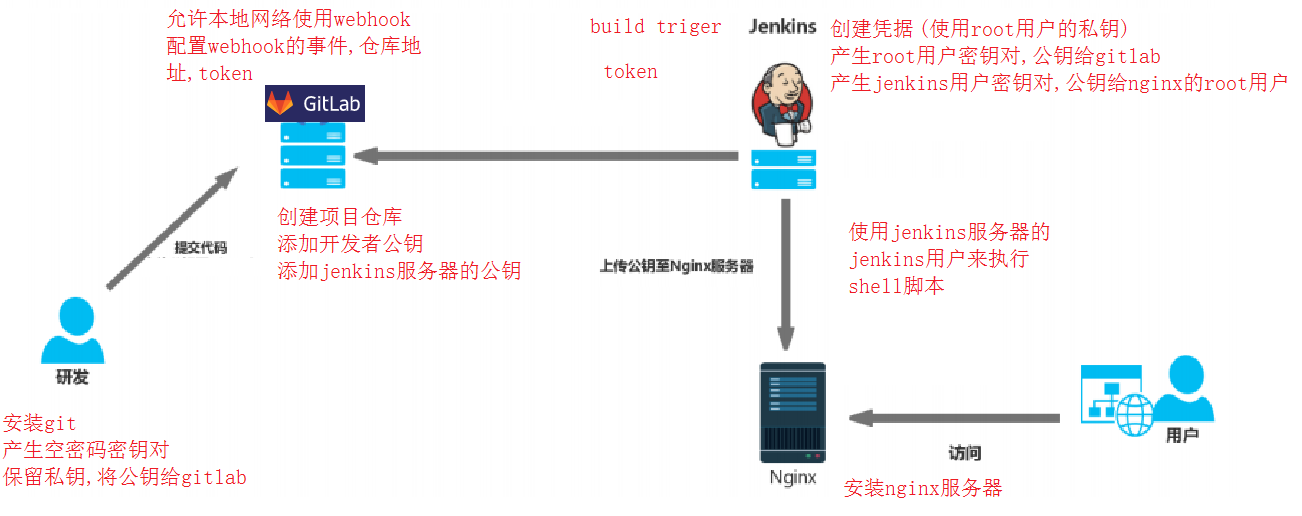 允许本地网络使用webhook
配置webhook的事件,仓库地
址,token
GitLab
build triger
token
Jenkins
创建凭据(使用root用户的私钥)
产生root用户密钥对,公钥给gitlab
产生jenkins用户密钥对,公钥给nginx的root用户
提交代码
创建项目仓库
添加开发者公钥
添加jenkins服务器的公钥
上传公钥至Nginx服务器
使用jenkins服务器的
jenkins用户来执行
shell脚本
研发
安装git
产生空密码密钥对
保留私钥,将公钥给gitlab
Nginx
安装nginx服务器
访问
用户